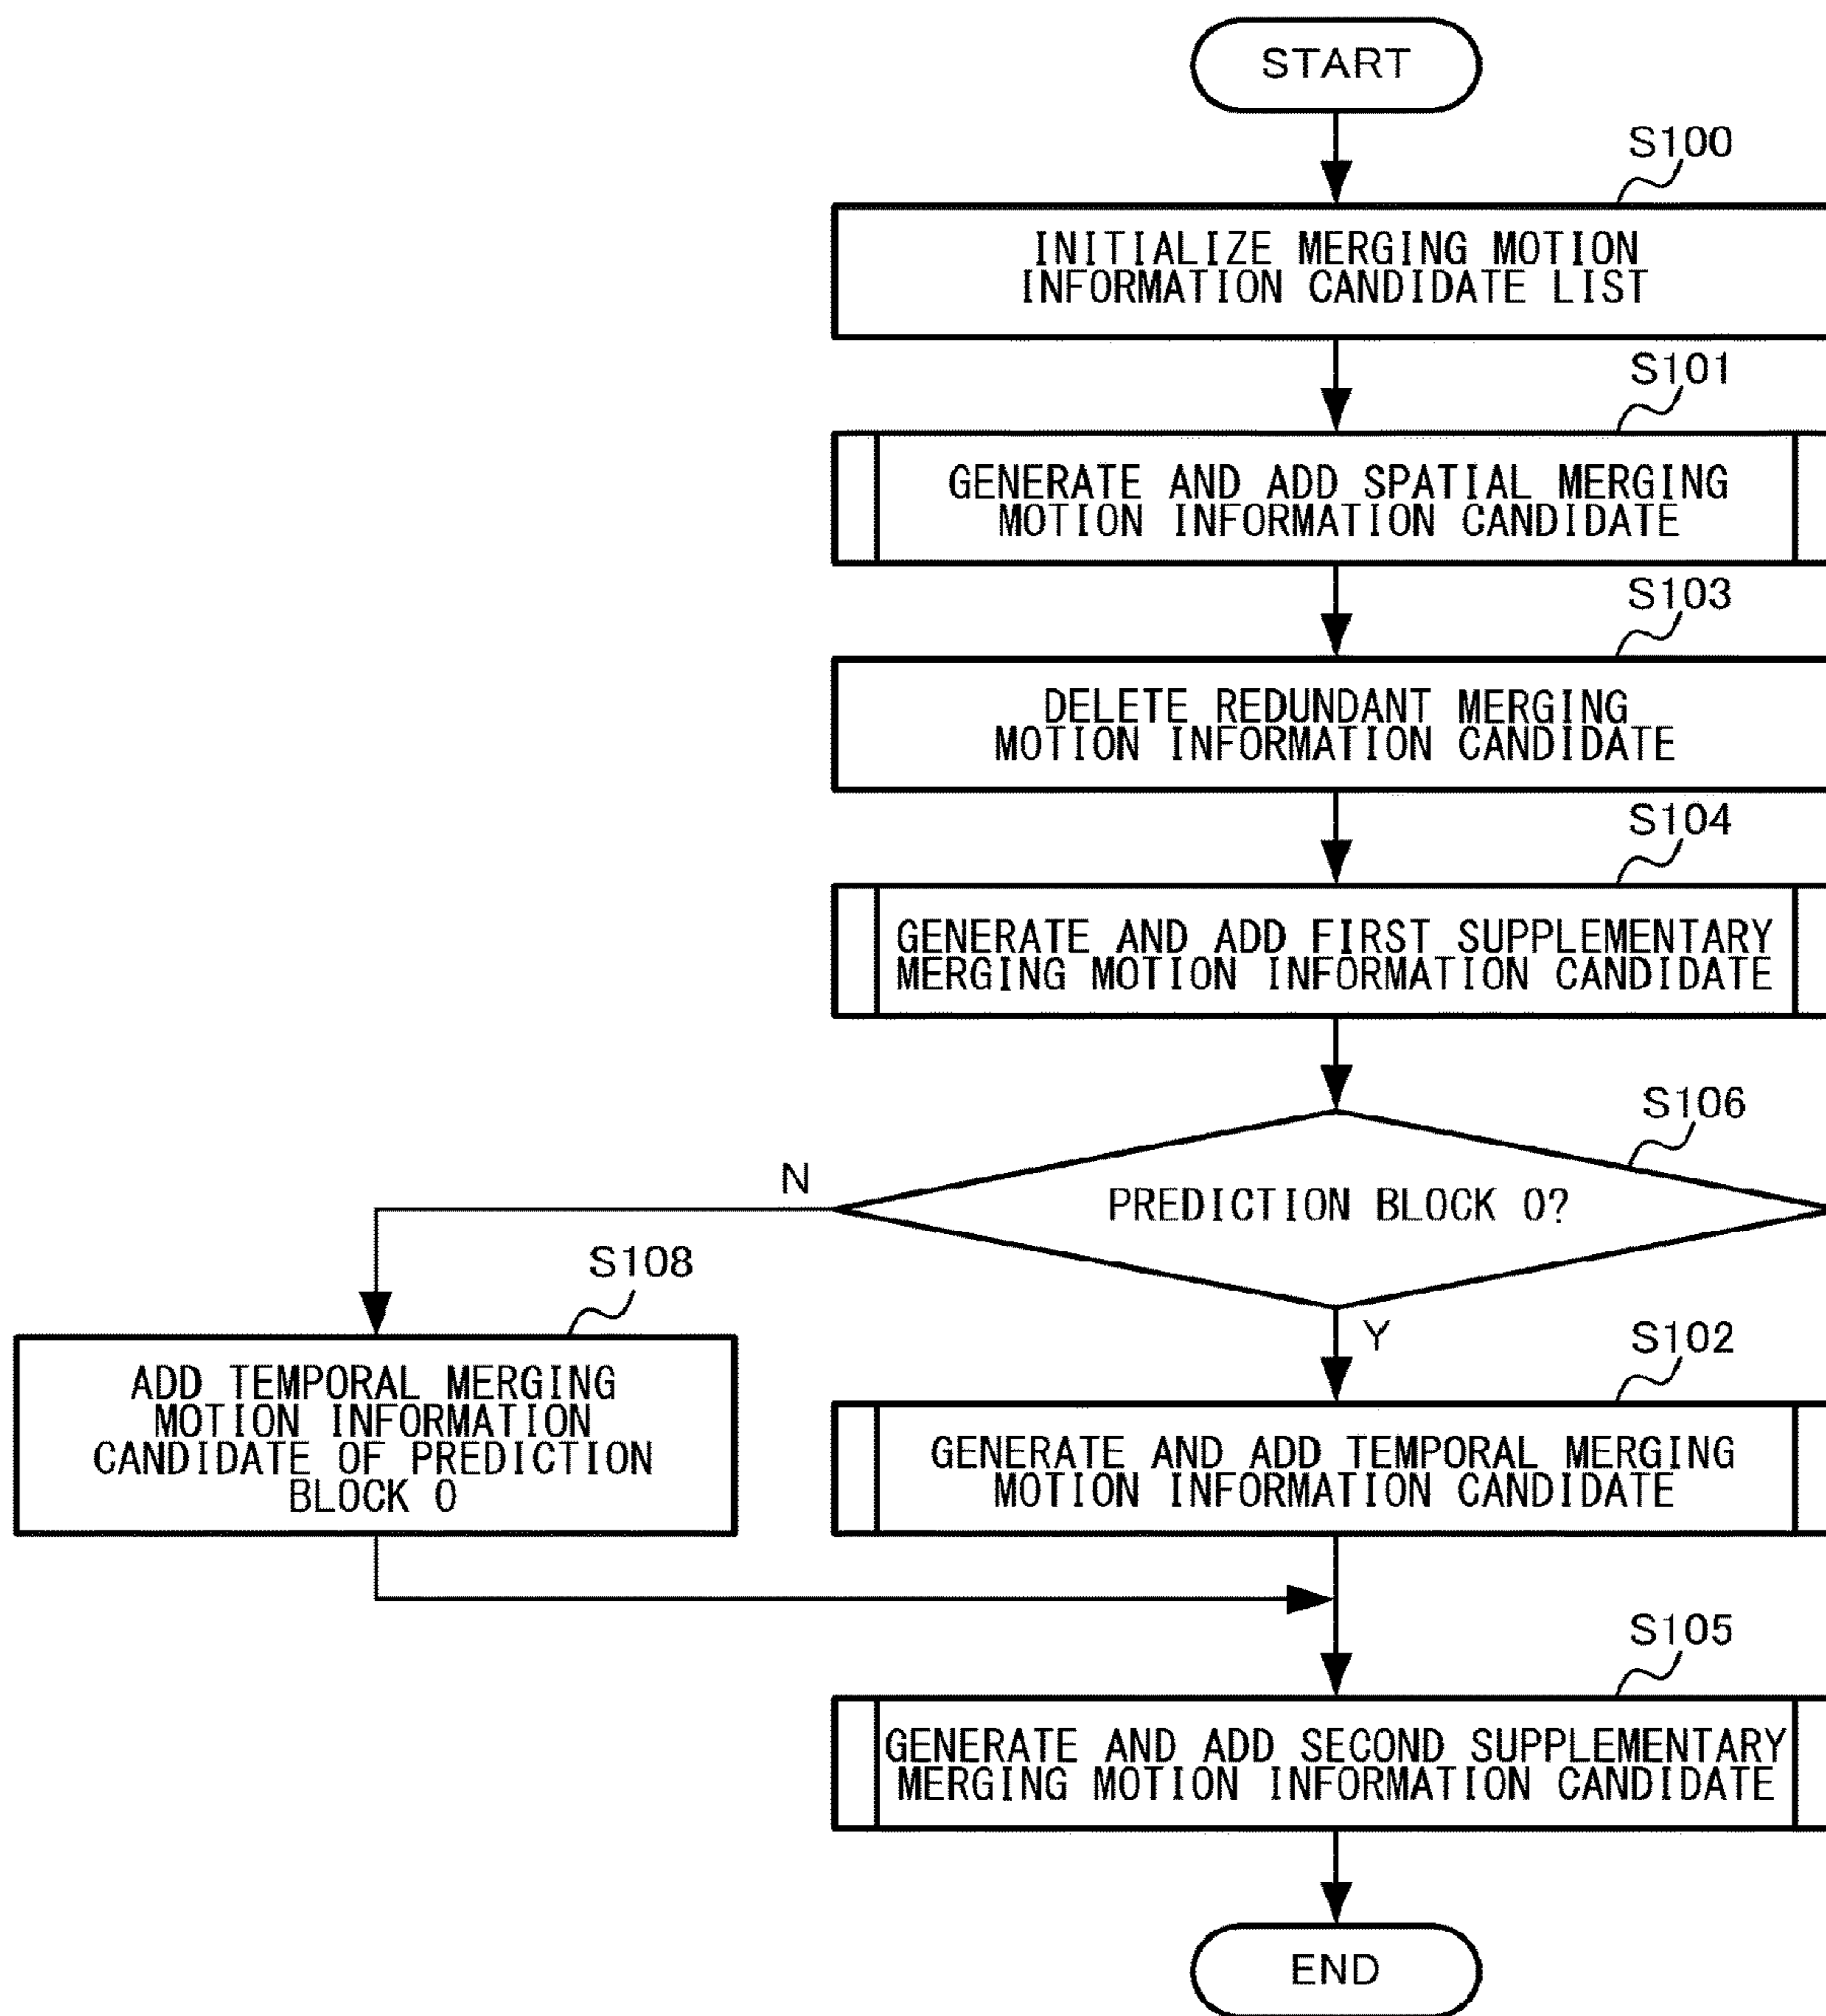 START
S100
INITIALIZE MERGING MOTION
INFORMATION CANDIDATE LIST
S101
GENERATE AND ADD SPATIAL MERGING
MOTION INFORMATION CANDIDATE
S103
DELETE REDUNDANT MERGING
MOTION INFORMATION CANDIDATE
S104
GENERATE AND ADD FIRST SUPPLEMENTARY
MERGING MOTION INFORMATION CANDIDATE
S106
N
PREDICTION BLOCK 0?
S108
Y
S102
ADD TEMPORAL MERGING
MOTION INFORMATION
CANDIDATE OF PREDICTION
BLOCK 0
GENERATE AND ADD TEMPORAL MERGING
MOTION INFORMATION CANDIDATE
S105
GENERATE AND ADD SECOND SUPPLEMENTARY
MERGING MOTION INFORMATION CANDIDATE
END